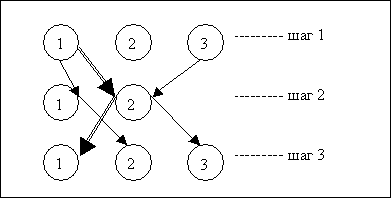 1 2 3 --------- шаг 1
1 2 --------- шаг 2
1 2 3 --------- шаг 3